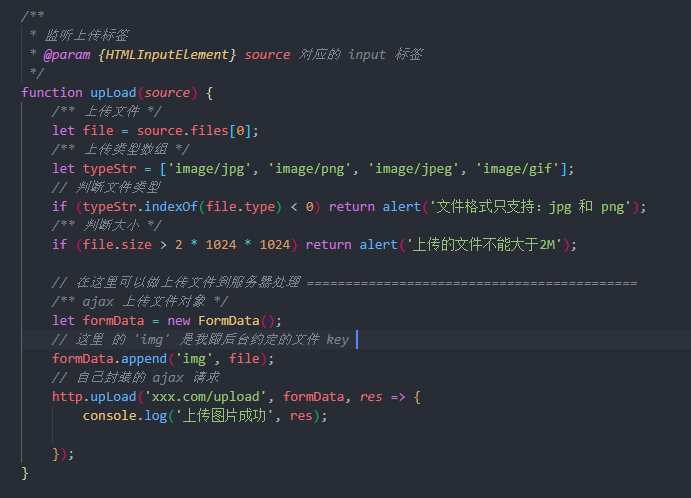 /**
 * 监听上传标签
 * @param {HTMLInputElement} source 对应的 input 标签
 */
function upLoad(source) {
    /** 上传文件 */
    let file = source.files[0];
    /** 上传类型数组 */
    let typeStr = ['image/jpg', 'image/png', 'image/jpeg', 'image/gif'];
    // 判断文件类型
    if (typeStr.indexOf(file.type) < 0) return alert('文件格式只支持：jpg 和 png');
    /** 判断大小 */
    if (file.size > 2 * 1024 * 1024) return alert('上传的文件不能大于2M');

    // 在这里可以做上传文件到服务器处理 ===========================================
    /** ajax 上传文件对象 */
    let formData = new FormData();
    // 这里 的 'img' 是我跟后台约定的文件 key
    formData.append('img', file);
    // 自己封装的 ajax 请求
    http.upLoad('xxx.com/upload', formData, res => {
        console.log('上传图片成功', res);

    });
}